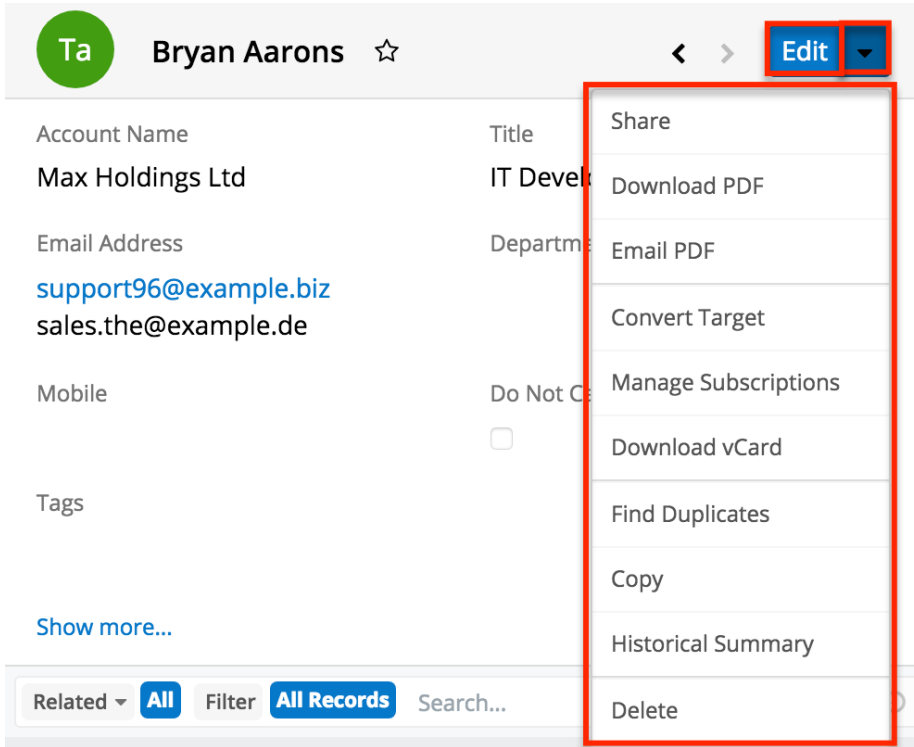 Ta
Bryan Aarons
Edit
Account Name
Title
Max Holdings Ltd
IT Devel
Email Address
Departme
support96@example.biz
sales.the@example.de
Mobile
Do Not C
Tags
Show more...
Related
All
Filter
All Records
Search...
Share
Download PDF
Email PDF
Convert Target
Manage Subscriptions
Download vCard
Find Duplicates
Copy
Historical Summary
Delete